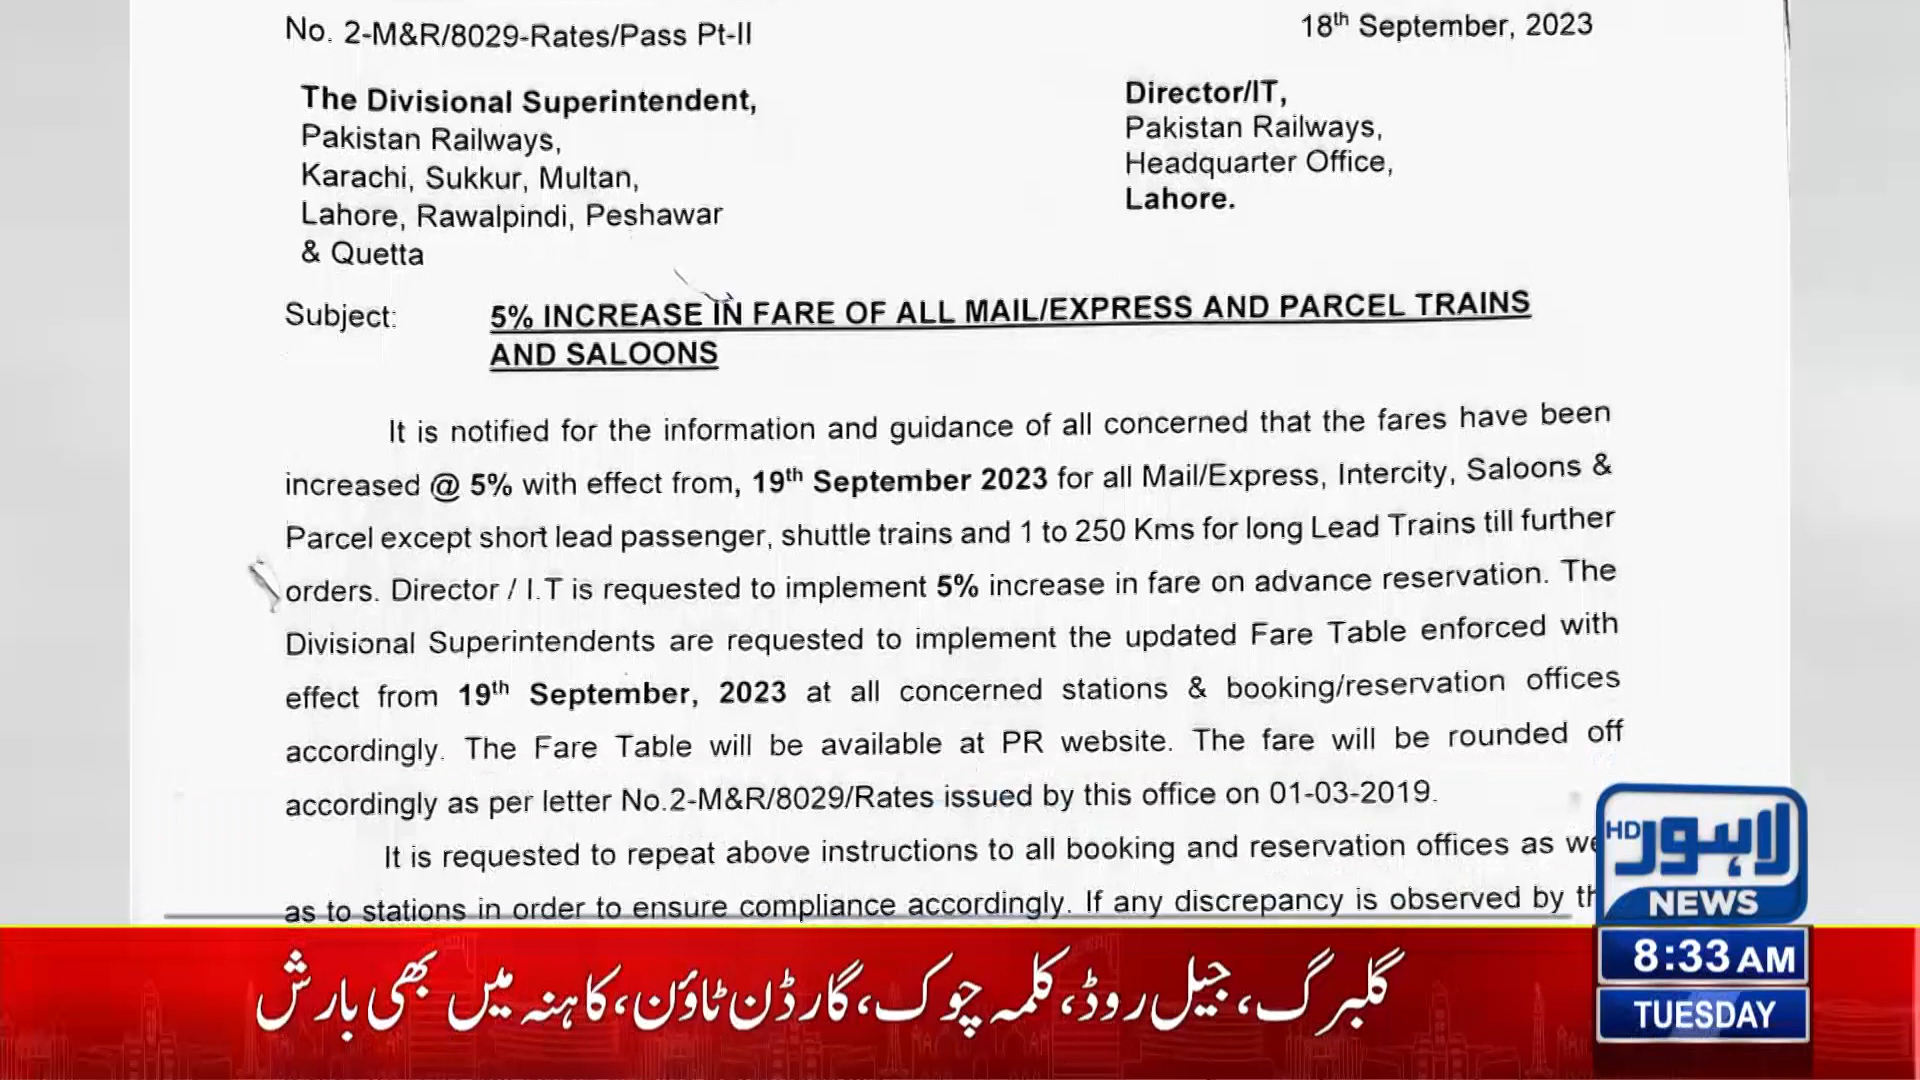 No. 2-M&R/8029-Rates/Pass Pt-II
18th September, 2023
The Divisional Superintendent,
Pakistan Railways,
Karachi, Sukkur, Multan,
Lahore, Rawalpindi, Peshawar
& Quetta
Director/IT,
Pakistan Railways,
Headquarter Office,
Lahore.
Subject: 5% INCREASE IN FARE OF ALL MAIL/EXPRESS AND PARCEL TRAINS
AND SALOONS
It is notified for the information and guidance of all concerned that the fares have been
increased @ 5% with effect from, 19th September 2023 for all Mail/Express, Intercity, Saloons &
Parcel except short lead passenger, shuttle trains and 1 to 250 Kms for long Lead Trains till further
orders. Director / I.T is requested to implement 5% increase in fare on advance reservation. The
Divisional Superintendents are requested to implement the updated Fare Table enforced with
effect from 19th September, 2023 at all concerned stations & booking/reservation offices
accordingly. The Fare Table will be available at PR website. The fare will be rounded off
accordingly as per letter No.2-M&R/8029/Rates issued by this office on 01-03-2019.
It is requested to repeat above instructions to all booking and reservation offices as
as to stations in order to ensure compliance accordingly. If any discrepancy is observed by
لاہور HD
NEWS
8:33 AM
TUESDAY
گلبرگ، جیل روڈ، کلمہ چوک، گارڈن ٹاؤن، کاہنہ میں بھی بارش